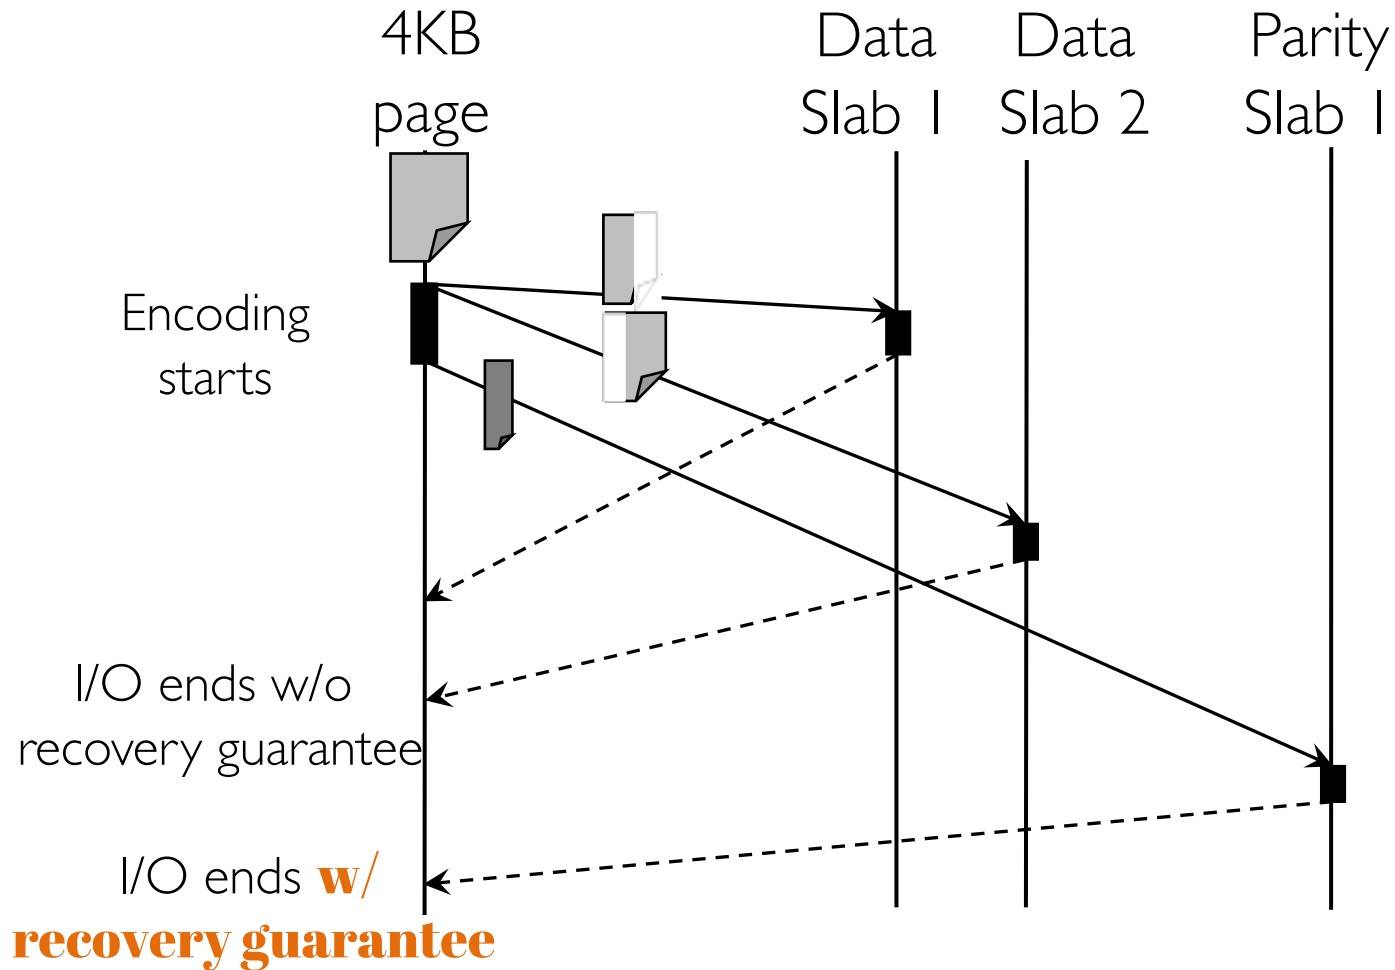 4KB
page
Data
Slab 1
Data
Slab 2
Parity
Slab 1
Encoding
starts
I/O ends w/o
recovery guarantee
I/O ends w/
recovery guarantee